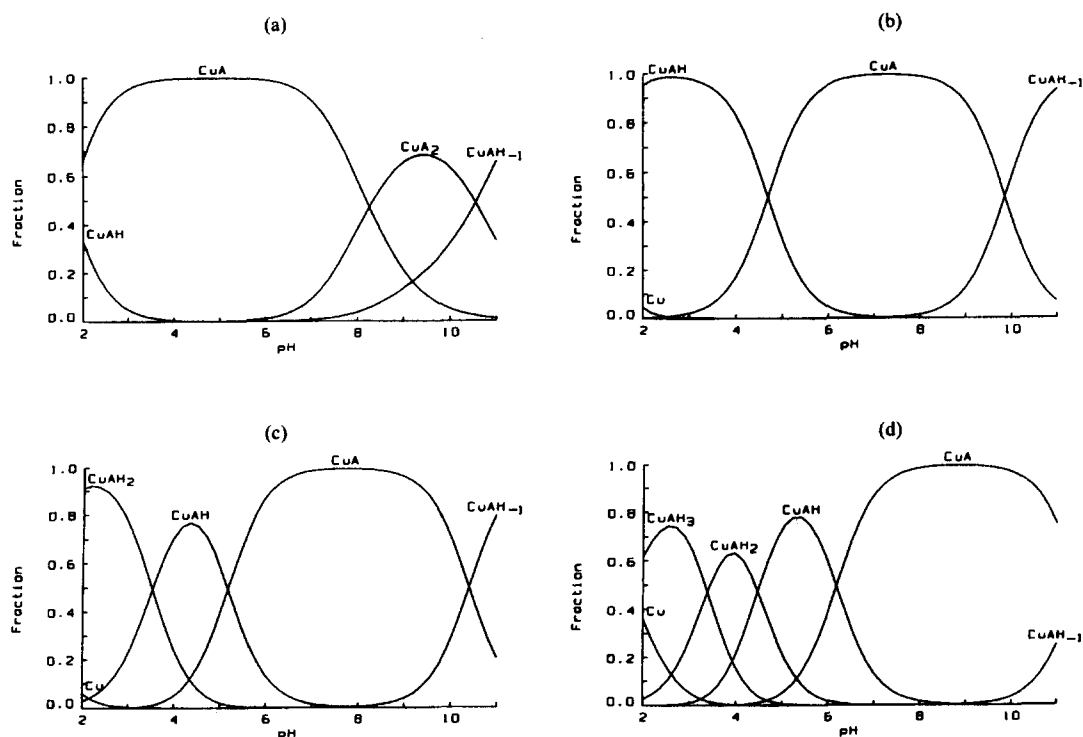 (a)
CuA
CuA2
CuAH-1
CuAH
1.0
0.8
0.6
0.4
0.2
0.0
Fraction
2 4 6 8 10
pH
(b)
CuAH
CuA
CuAH-1
Cu
1.0
0.8
0.6
0.4
0.2
0.0
Fraction
2 4 6 8 10
pH
(c)
CuAH2
CuAH
CuA
CuAH-1
Cu
1.0
0.8
0.6
0.4
0.2
0.0
Fraction
2 4 6 8 10
pH
(d)
CuAH3
CuAH2
CuAH
CuA
Cu
CuAH-1
1.0
0.8
0.6
0.4
0.2
0.0
Fraction
2 4 6 8 10
pH